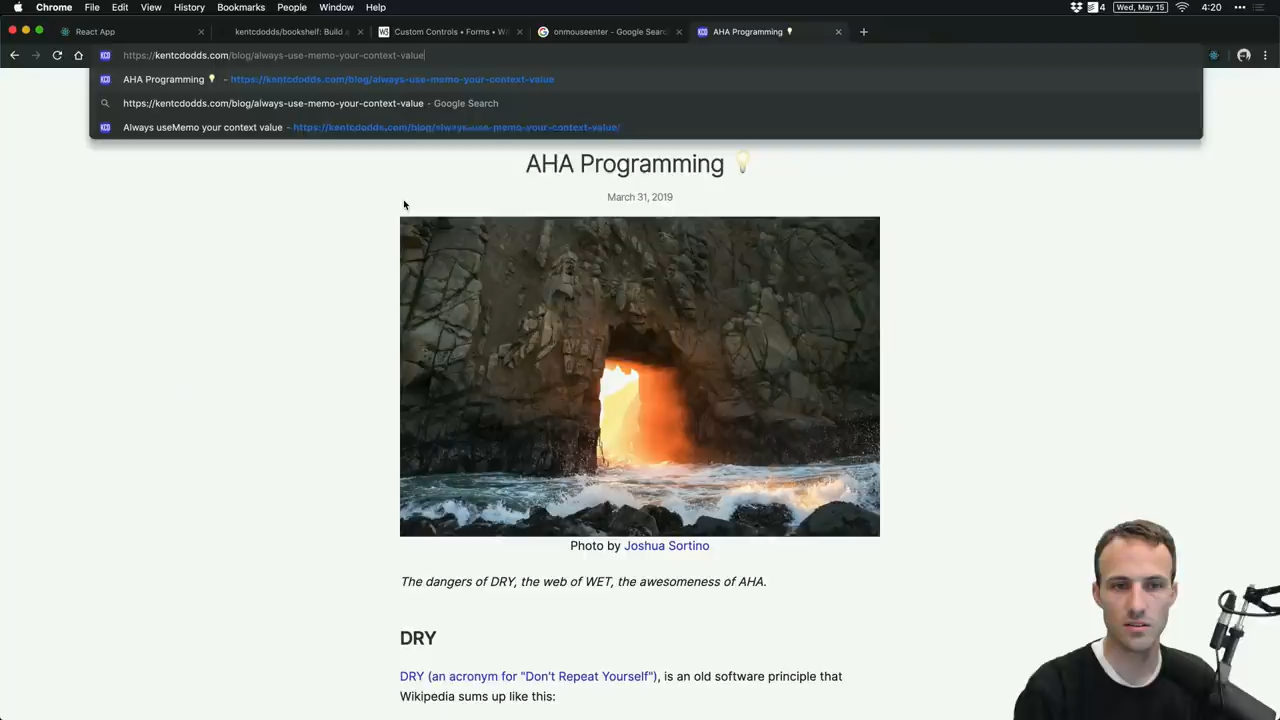 Chrome File Edit View History Bookmarks People Window Help 4 Wed, May 15 4:20
React App kentcdodds/bookshelf: Build a Custom Controls • Forms • WA onmouseenter - Google Search AHA Programming 💡
https://kentcdodds.com/blog/always-use-memo-your-context-value
AHA Programming 💡 - https://kentcdodds.com/blog/always-use-memo-your-context-value
https://kentcdodds.com/blog/always-use-memo-your-context-value - Google Search
Always useMemo your context value - https://kentcdodds.com/blog/always-use-memo-your-context-value/
AHA Programming 💡
March 31, 2019
Photo by Joshua Sortino
The dangers of DRY, the web of WET, the awesomeness of AHA.
DRY
DRY (an acronym for "Don't Repeat Yourself"), is an old software principle that
Wikipedia sums up like this: